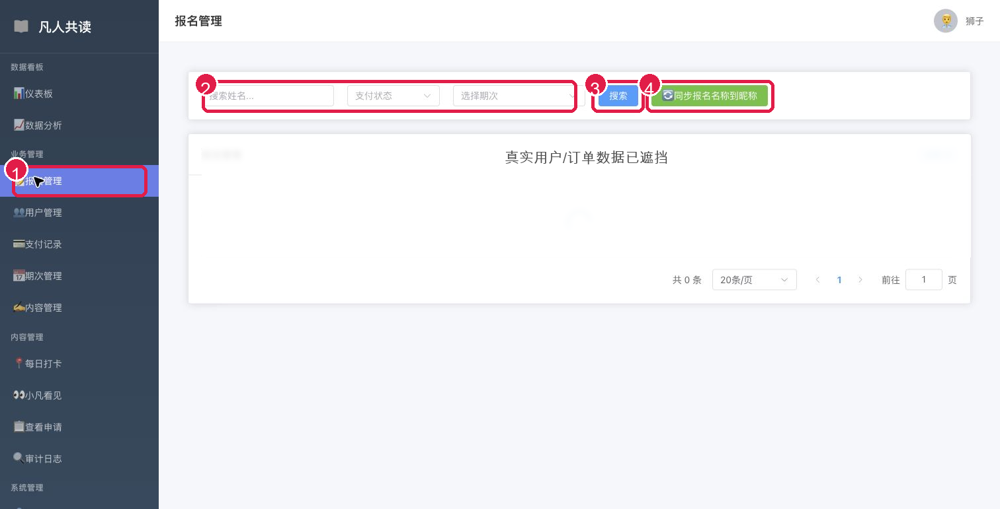 凡人共读
报名管理
狮子
数据看板
仪表板
数据分析
业务管理
1
报名管理
用户管理
支付记录
期次管理
内容管理
内容管理
每日打卡
小凡看见
查看申请
审计日志
系统管理
2 搜索姓名... 支付状态 选择期次 3 搜索 4 同步报名名称到昵称
真实用户/订单数据已遮挡
共 0 条 20条/页 1 前往 1 页